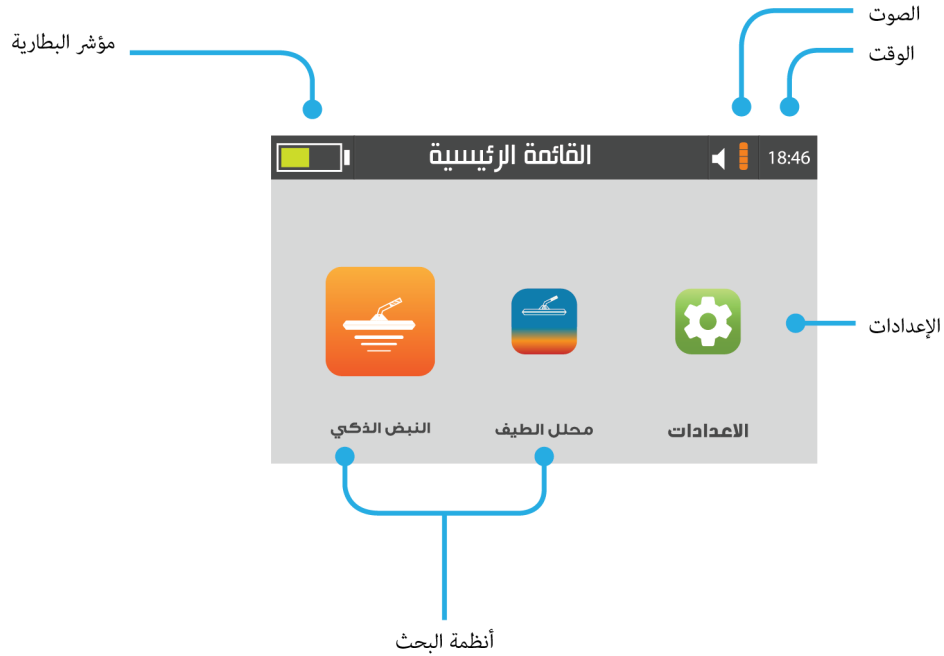 الصوت
الوقت
مؤشر البطارية
18:46
القائمة الرئيسية
الإعدادات
الاعدادات
محلل الطيف
النبض الذكي
أنظمة البحث